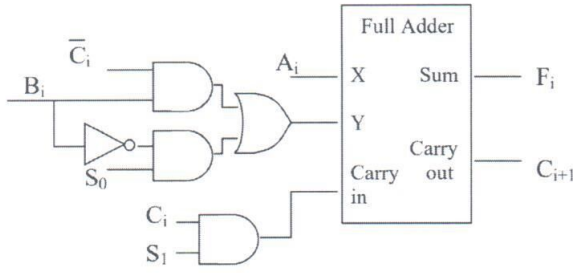 Full Adder
C̅ᵢ
Aᵢ
X
Sum
Fᵢ
Bᵢ
Y
S₀
Carry in
Carry out
Cᵢ₊₁
Cᵢ
S₁